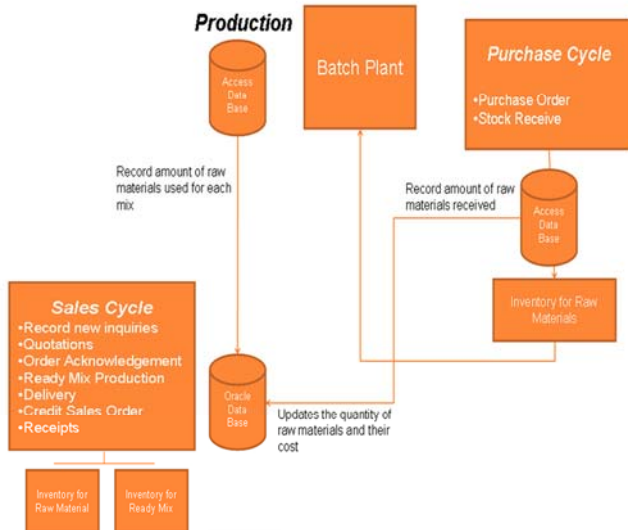 Production
Access
Data
Base
Batch Plant
Purchase Cycle
•Purchase Order
•Stock Receive
Record amount of raw
materials used for each
mix
Record amount of raw
materials received
Access
Data
Base
Inventory for Raw
Materials
Sales Cycle
•Record new inquiries
•Quotations
•Order Acknowledgement
•Ready Mix Production
•Delivery
•Credit Sales Order
•Receipts
Oracle
Data
Base
Updates the quantity of
raw materials and their
cost
Inventory for
Raw Material
Inventory for
Ready Mix